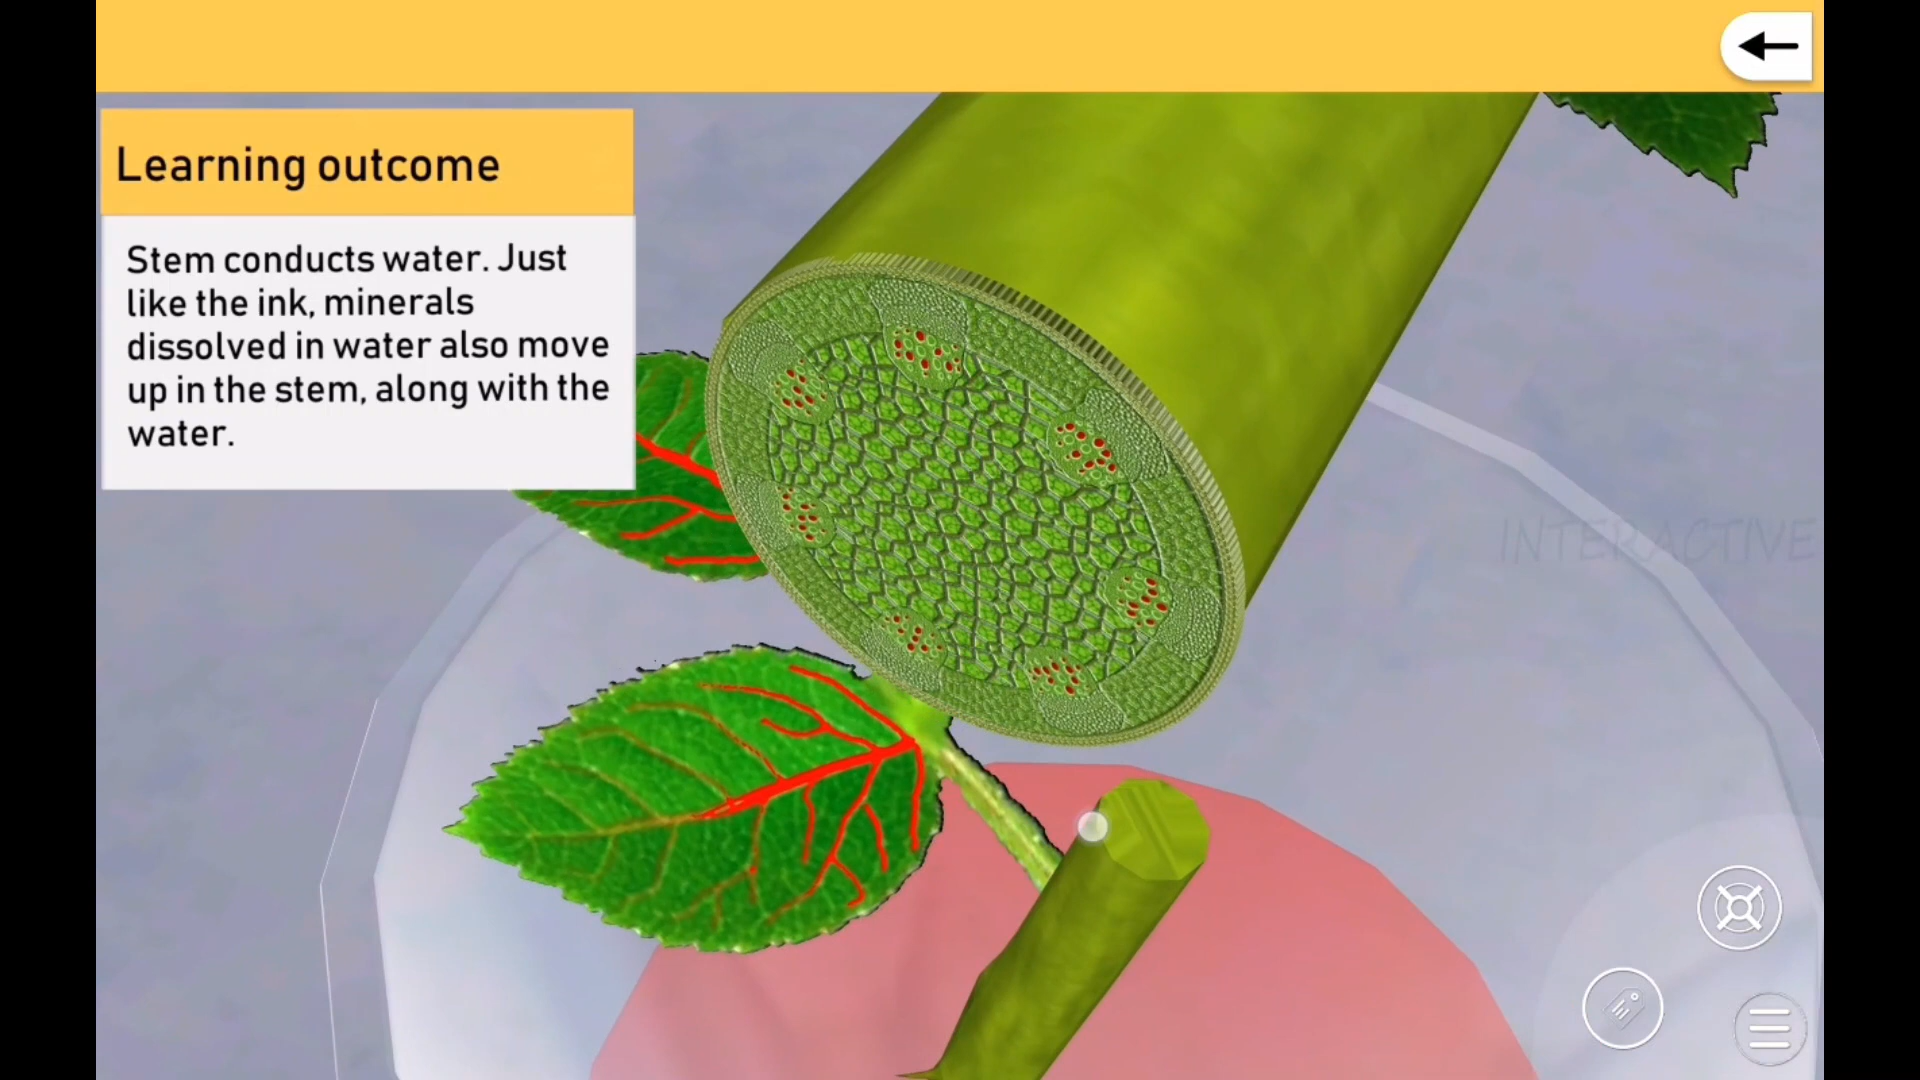 Learning outcome
Stem conducts water. Just
like the ink, minerals
dissolved in water also move
up in the stem, along with the
water.
INTERACTIVE